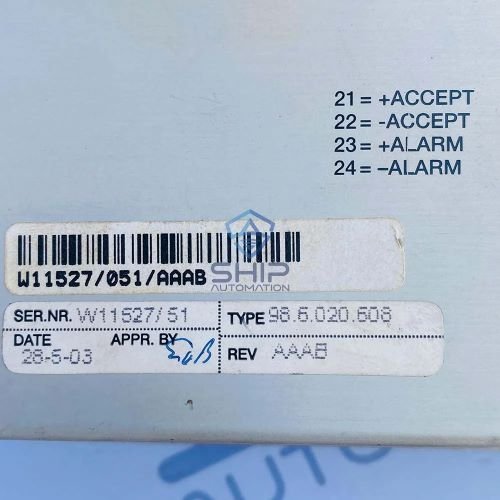 21 = +ACCEPT
22 = -ACCEPT
23 = +ALARM
24 = –ALARM
SHIP
AUTOMATION
W11527/051/AAAB
SER.NR. W11527/51 TYPE 98.6.020.608
DATE APPR. BY
28-5-03 REV AAAB
AUTO